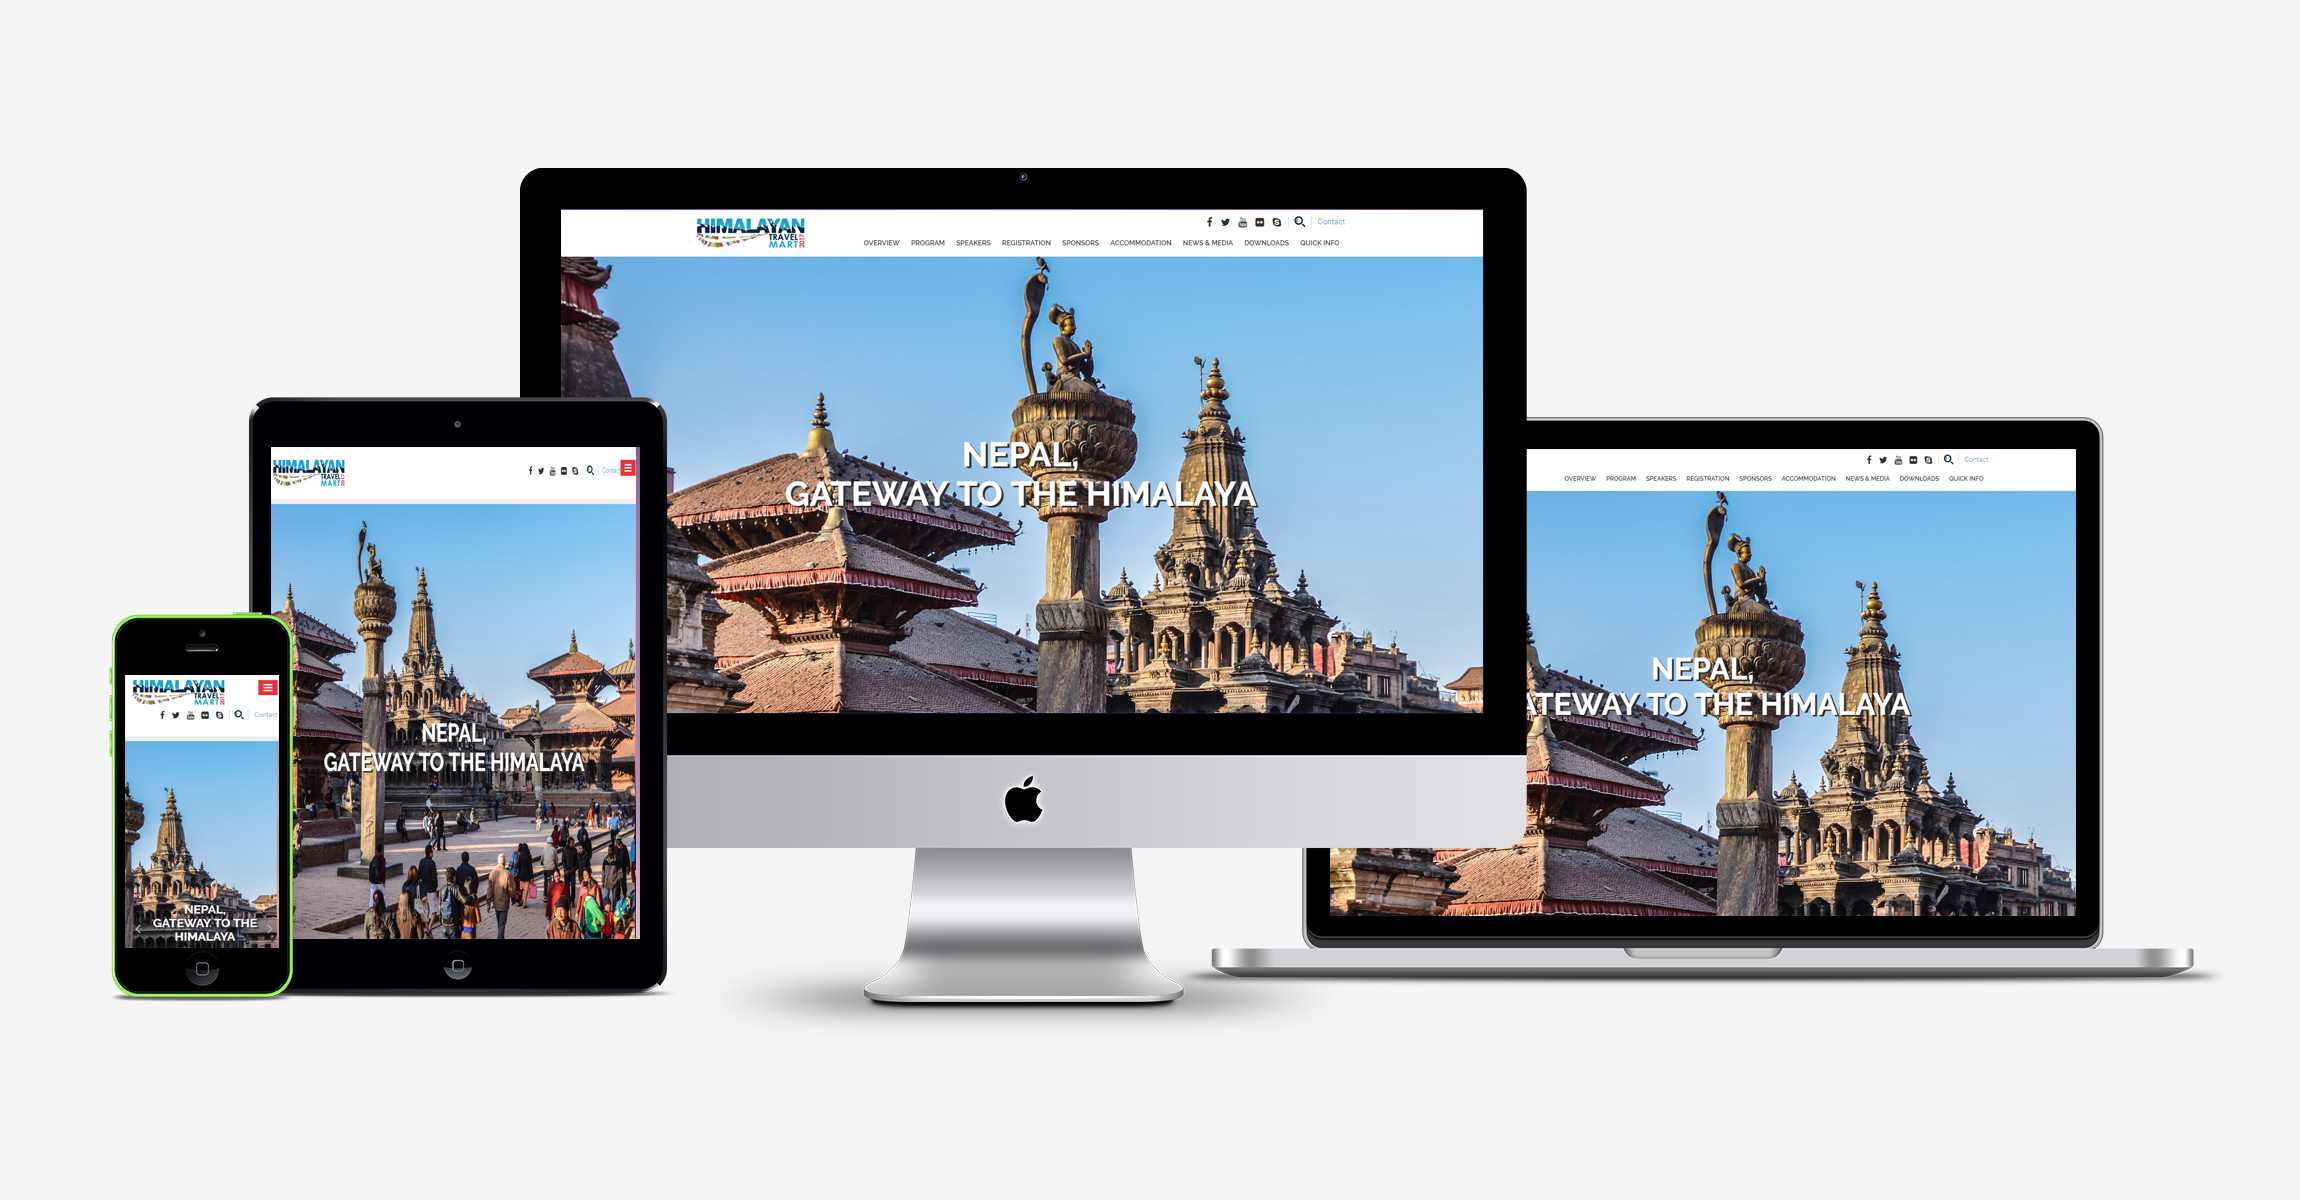 HIMALAYAN
TRAVEL
MART 2017
Contact
OVERVIEW PROGRAM SPEAKERS REGISTRATION SPONSORS ACCOMMODATION NEWS & MEDIA DOWNLOADS QUICK INFO
NEPAL,
GATEWAY TO THE HIMALAYA
HIMALAYAN
TRAVEL
MART 2017
Contact
NEPAL,
GATEWAY TO THE HIMALAYA
HIMALAYAN
TRAVEL
MART 2017
Contact
NEPAL,
GATEWAY TO THE
HIMALAYA
Contact
OVERVIEW PROGRAM SPEAKERS REGISTRATION SPONSORS ACCOMMODATION NEWS & MEDIA DOWNLOADS QUICK INFO
NEPAL,
ATEWAY TO THE HIMALAYA